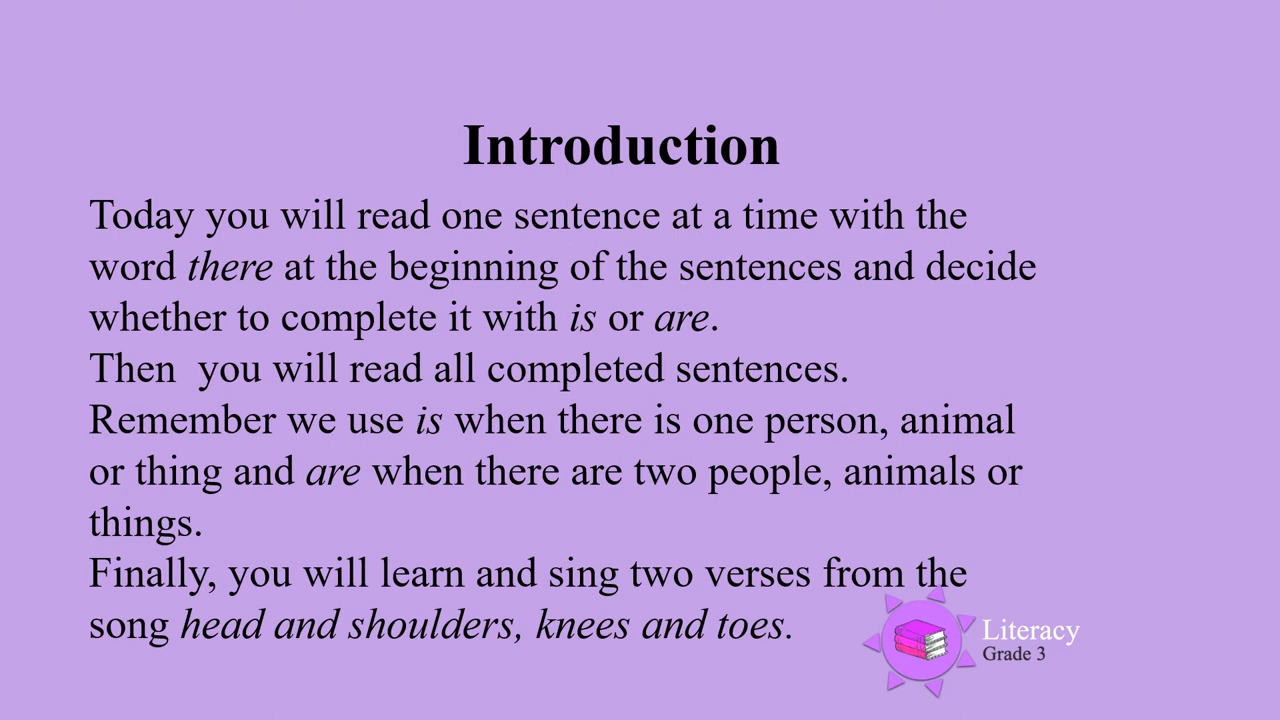 Introduction
Today you will read one sentence at a time with the
word there at the beginning of the sentences and decide
whether to complete it with is or are.
Then  you will read all completed sentences.
Remember we use is when there is one person, animal
or thing and are when there are two people, animals or
things.
Finally, you will learn and sing two verses from the
song head and shoulders, knees and toes.
Literacy
Grade 3